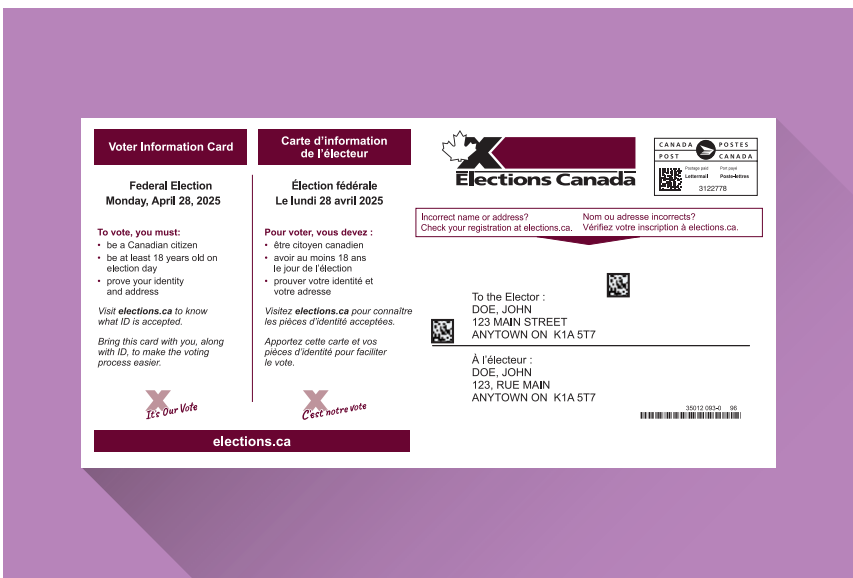 Voter Information Card
Federal Election
Monday, April 28, 2025
To vote, you must:
• be a Canadian citizen
• be at least 18 years old on
election day
• prove your identity
and address
Visit elections.ca to know
what ID is accepted.
Bring this card with you, along
with ID, to make the voting
process easier.
X
It's Our Vote
Carte d'information
de l'électeur
Élection fédérale
Le lundi 28 avril 2025
Pour voter, vous devez :
• être citoyen canadien
• avoir au moins 18 ans
le jour de l'élection
• prouver votre identité et
votre adresse
Visitez elections.ca pour connaître
les pièces d'identité acceptées.
Apportez cette carte et vos
pièces d'identité pour faciliter
le vote.
X
C'est notre vote
elections.ca
X
Elections Canada
CANADA POSTES
POST CANADA
Postage paid Port payé
Lettermail Poste-lettres
3122778
Incorrect name or address?
Check your registration at elections.ca.
Nom ou adresse incorrects?
Vérifiez votre inscription à elections.ca.
To the Elector :
DOE, JOHN
123 MAIN STREET
ANYTOWN ON K1A 5T7
À l'électeur :
DOE, JOHN
123, RUE MAIN
ANYTOWN ON K1A 5T7
35012 093-0 96